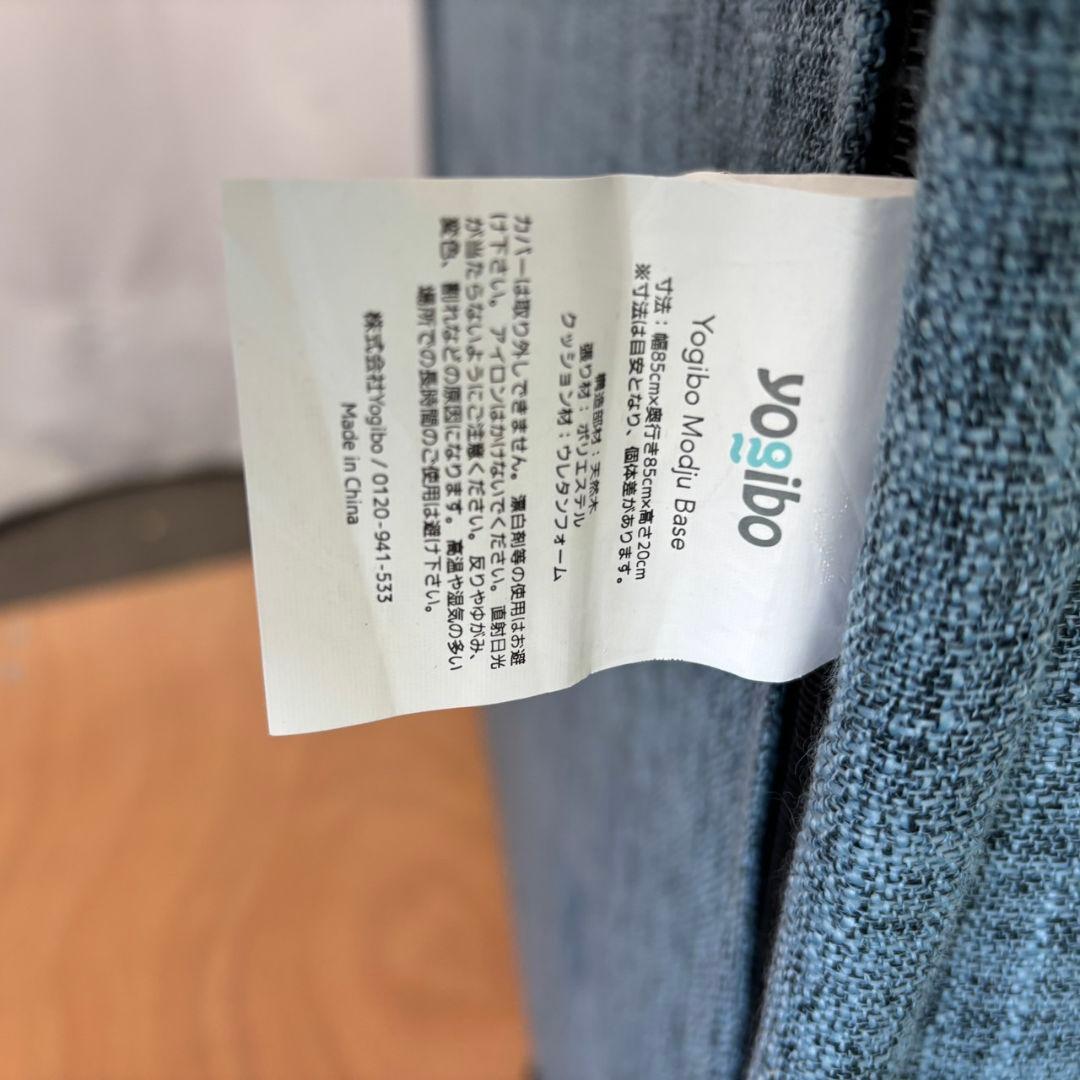 yogibo
Yogibo Modju Base
寸法：幅85cm×奥行き85cm×高さ20cm
※寸法は目安となり、個体差があります。
構造部材：天然木
張り材：ポリエステル
クッション材：ウレタンフォーム
カバーは取り外しできません。漂白剤等の使用はお避
け下さい。アイロンはかけないでください。直射日光
が当たらないようにご注意ください。反りやゆがみ、
変色、割れなどの原因になります。高温や湿気の多い
場所での長時間のご使用は避け下さい。
株式会社Yogibo / 0120-941-533
Made in China